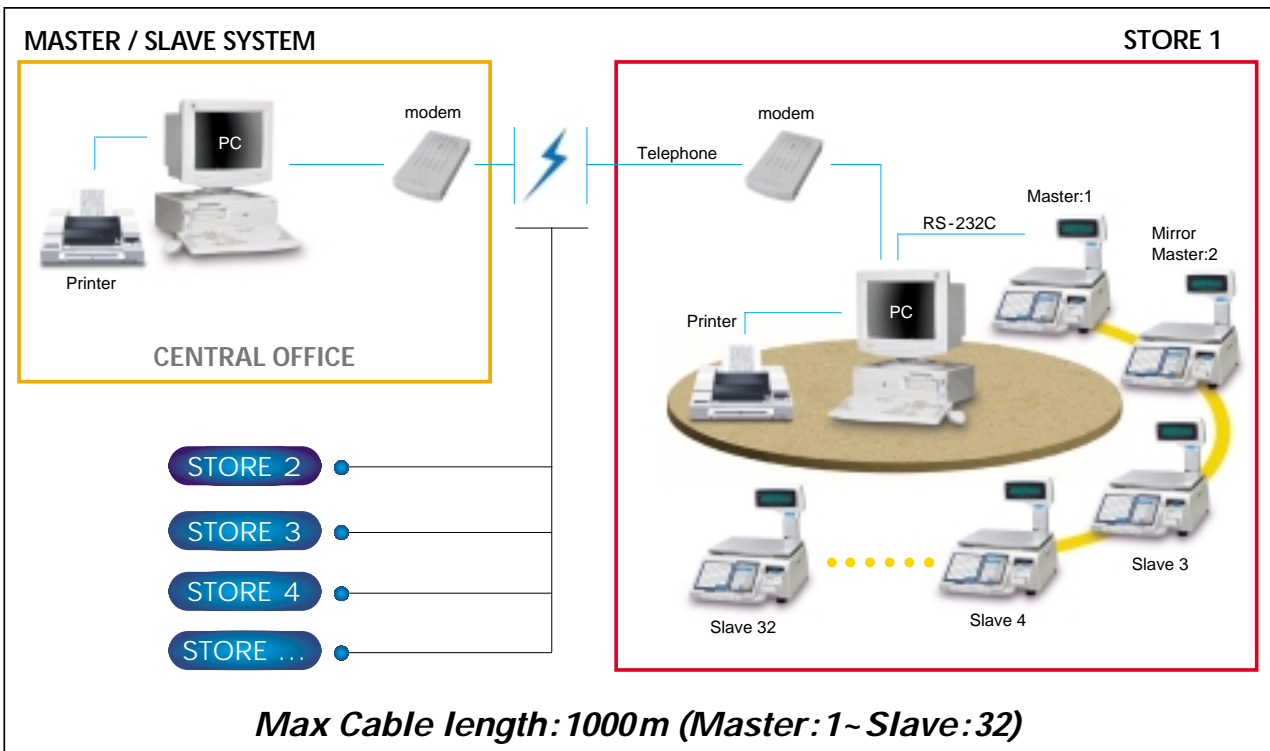 MASTER / SLAVE SYSTEM
STORE 1
modem
PC
Printer
CENTRAL OFFICE
Telephone
modem
RS-232C
Master:1
Mirror
Master:2
Printer
PC
Slave 3
Slave 4
Slave 32
STORE 2
STORE 3
STORE 4
STORE ...
Max Cable length:1000m (Master:1~Slave:32)